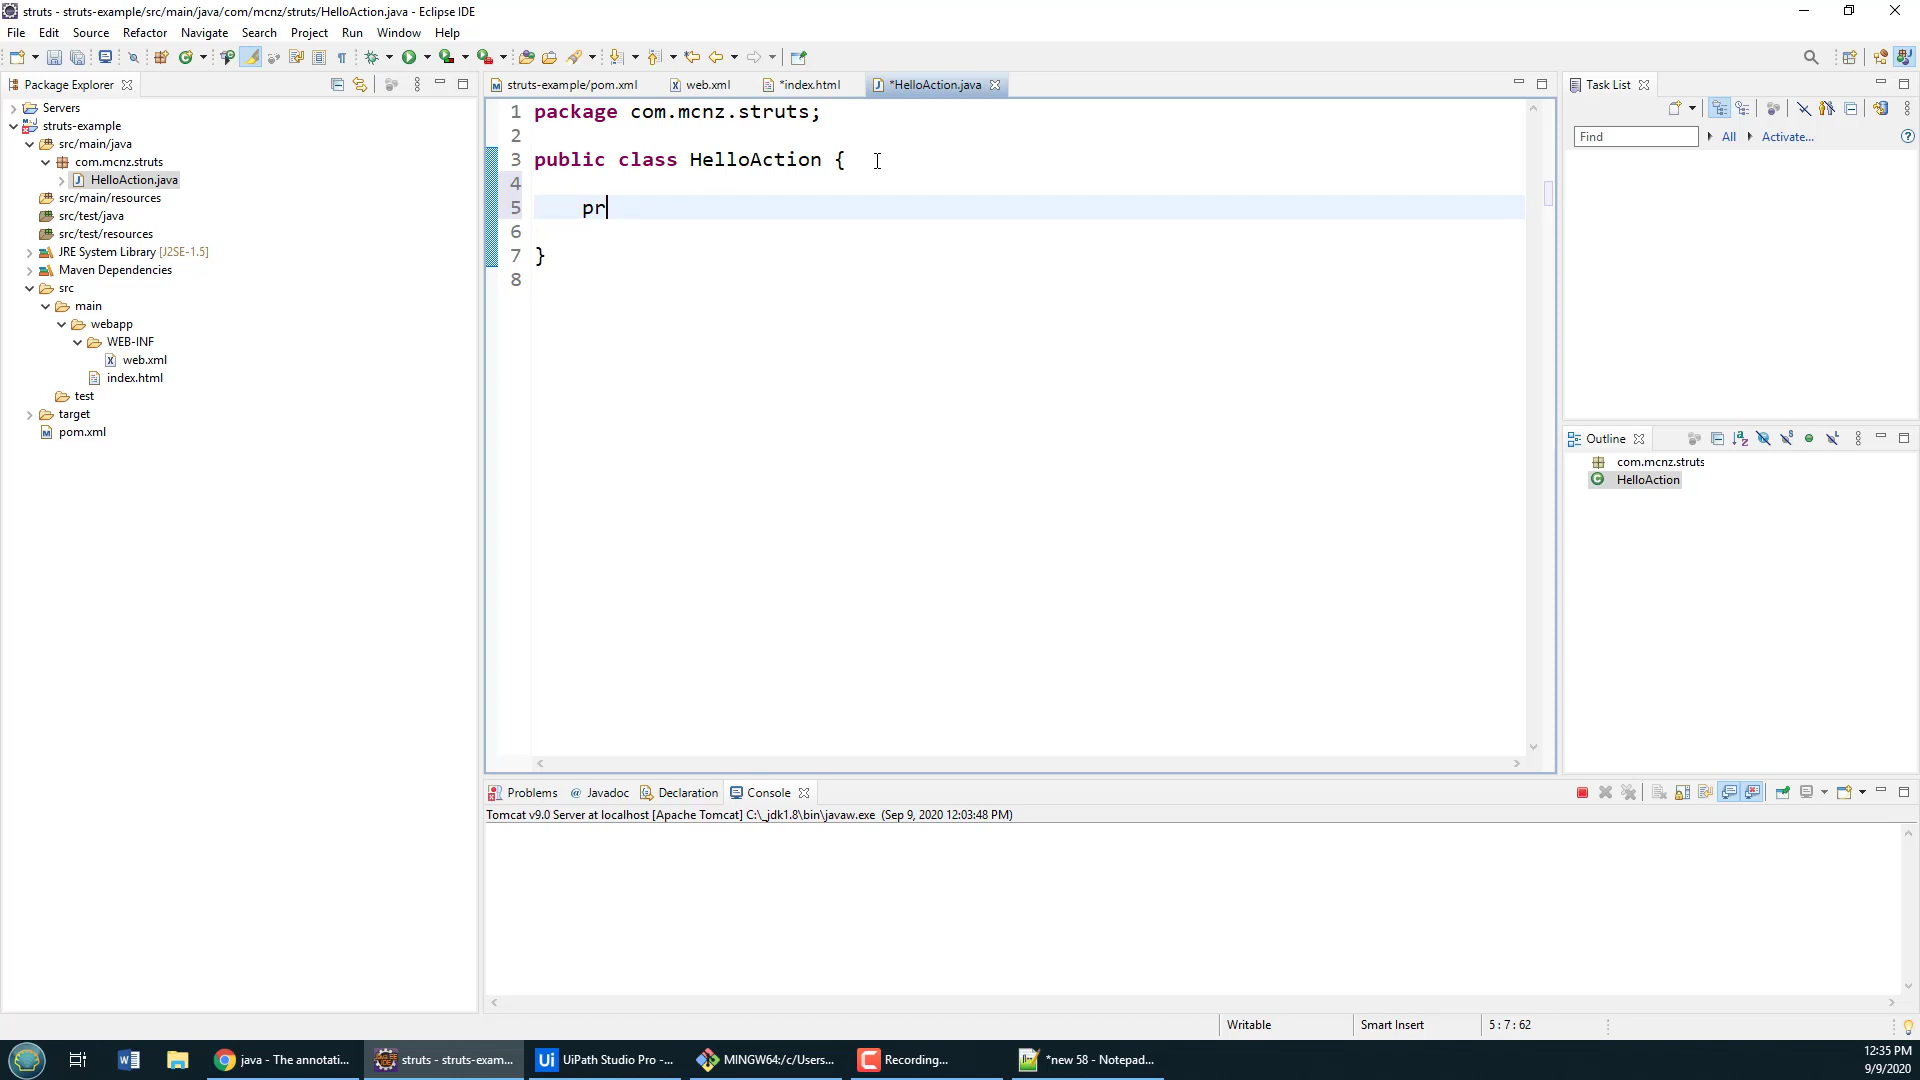 struts - struts-example/src/main/java/com/mcnz/struts/HelloAction.java - Eclipse IDE
File Edit Source Refactor Navigate Search Project Run Window Help
Package Explorer
Servers
struts-example
src/main/java
com.mcnz.struts
HelloAction.java
src/main/resources
src/test/java
src/test/resources
JRE System Library [J2SE-1.5]
Maven Dependencies
src
main
webapp
WEB-INF
web.xml
index.html
test
target
pom.xml
struts-example/pom.xml web.xml *index.html *HelloAction.java
1 package com.mcnz.struts;
2
3 public class HelloAction {
4
5 pr
6
7 }
8
Task List
Find All Activate...
Outline
com.mcnz.struts
HelloAction
Problems @ Javadoc Declaration Console
Tomcat v9.0 Server at localhost [Apache Tomcat] C:\_jdk1.8\bin\javaw.exe (Sep 9, 2020 12:03:48 PM)
Writable Smart Insert 5 : 7 : 62
java - The annotati... struts - struts-exam... Ui UiPath Studio Pro -... MINGW64:/c/Users... Recording... *new 58 - Notepad...
12:35 PM
9/9/2020